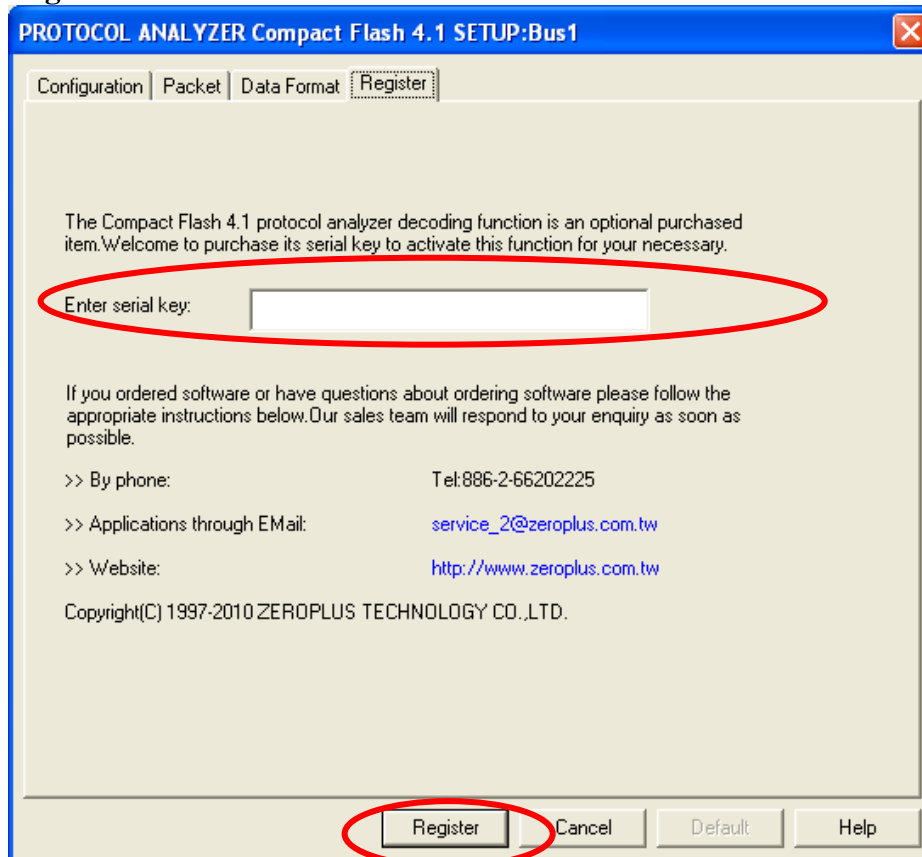 PROTOCOL ANALYZER Compact Flash 4.1 SETUP:Bus1
Configuration Packet Data Format Register
The Compact Flash 4.1 protocol analyzer decoding function is an optional purchased
item.Welcome to purchase its serial key to activate this function for your necessary.
Enter serial key:
If you ordered software or have questions about ordering software please follow the
appropriate instructions below.Our sales team will respond to your enquiry as soon as
possible.
>> By phone: Tel:886-2-66202225
>> Applications through EMail: service_2@zeroplus.com.tw
>> Website: http://www.zeroplus.com.tw
Copyright(C) 1997-2010 ZEROPLUS TECHNOLOGY CO.,LTD.
Register Cancel Default Help